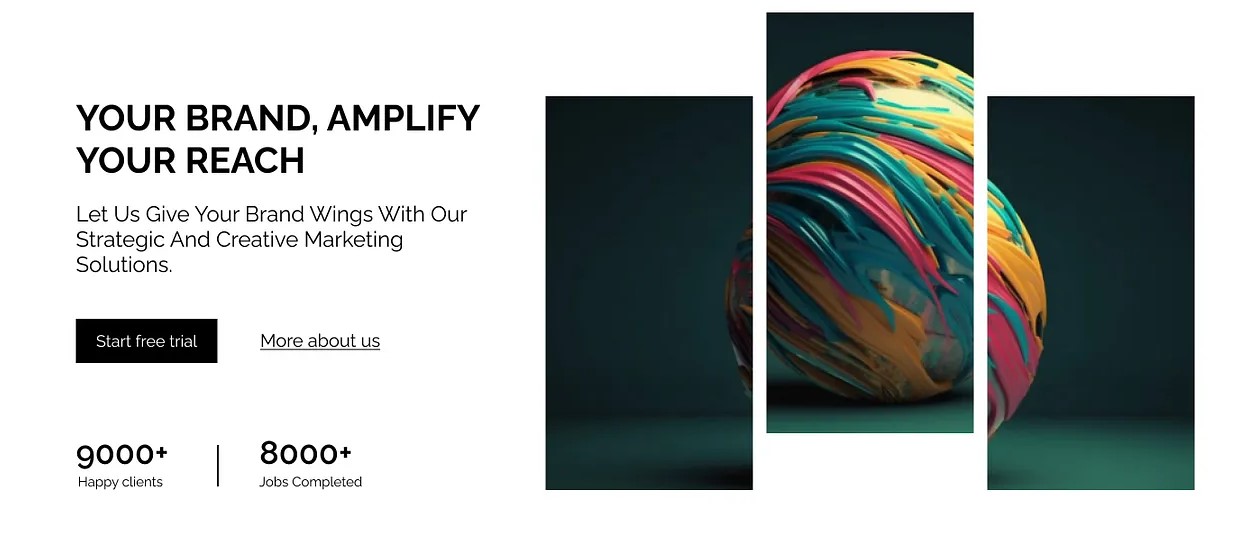 YOUR BRAND, AMPLIFY
YOUR REACH
Let Us Give Your Brand Wings With Our
Strategic And Creative Marketing
Solutions.
Start free trial
More about us
9000+
Happy clients
8000+
Jobs Completed